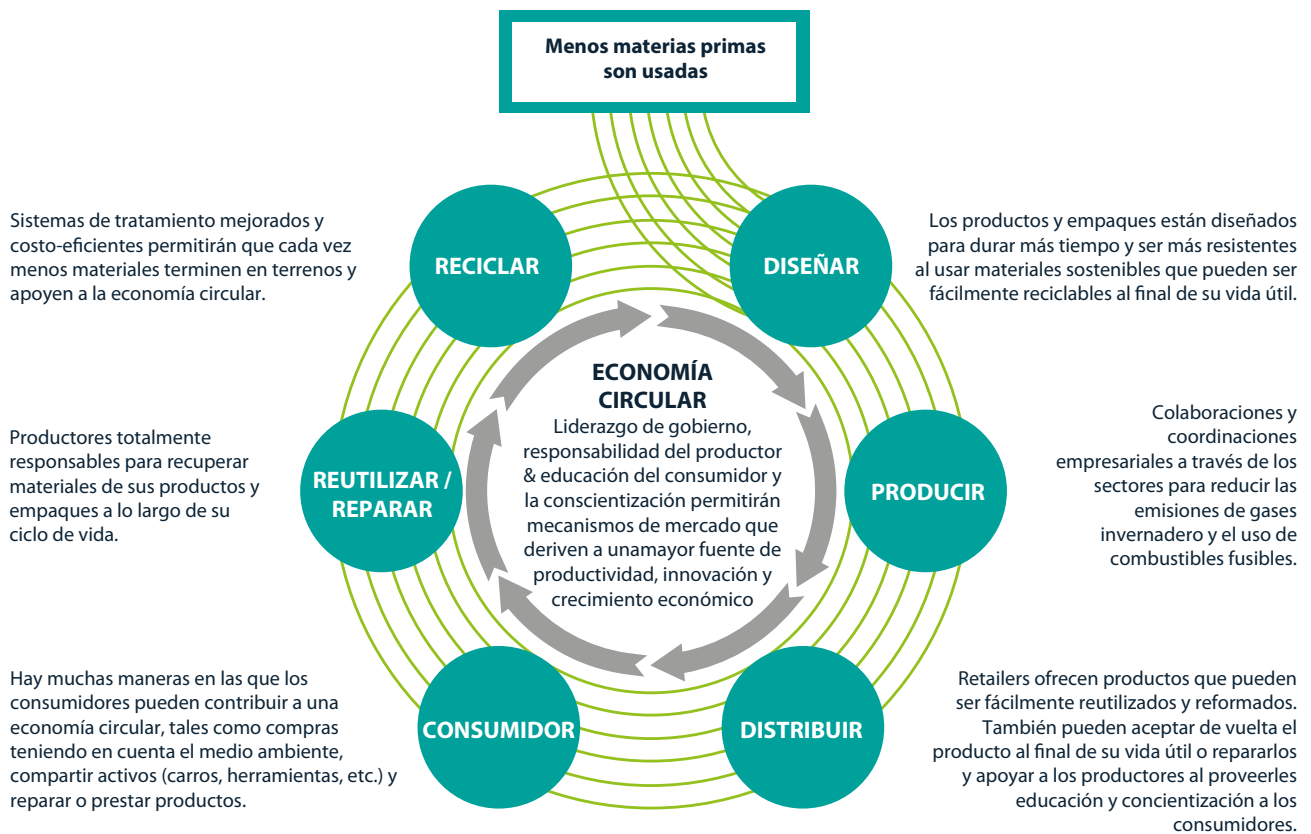 Menos materias primas
son usadas
Sistemas de tratamiento mejorados y
costo-eficientes permitirán que cada vez
menos materiales terminen en terrenos y
apoyen a la economía circular.
RECICLAR
DISEÑAR
Los productos y empaques están diseñados
para durar más tiempo y ser más resistentes
al usar materiales sostenibles que pueden ser
fácilmente reciclables al final de su vida útil.
ECONOMÍA
CIRCULAR
Liderazgo de gobierno,
responsabilidad del productor
& educación del consumidor y
la conscientización permitirán
mecanismos de mercado que
deriven a unamayor fuente de
productividad, innovación y
crecimiento económico
Productores totalmente
responsables para recuperar
materiales de sus productos y
empaques a lo largo de su
ciclo de vida.
REUTILIZAR /
REPARAR
PRODUCIR
Colaboraciones y
coordinaciones
empresariales a través de los
sectores para reducir las
emisiones de gases
invernadero y el uso de
combustibles fusibles.
Hay muchas maneras en las que los
consumidores pueden contribuir a una
economía circular, tales como compras
teniendo en cuenta el medio ambiente,
compartir activos (carros, herramientas, etc.) y
reparar o prestar productos.
CONSUMIDOR
DISTRIBUIR
Retailers ofrecen productos que pueden
ser fácilmente reutilizados y reformados.
También pueden aceptar de vuelta el
producto al final de su vida útil o repararlos
y apoyar a los productores al proveerles
educación y concientización a los
consumidores.